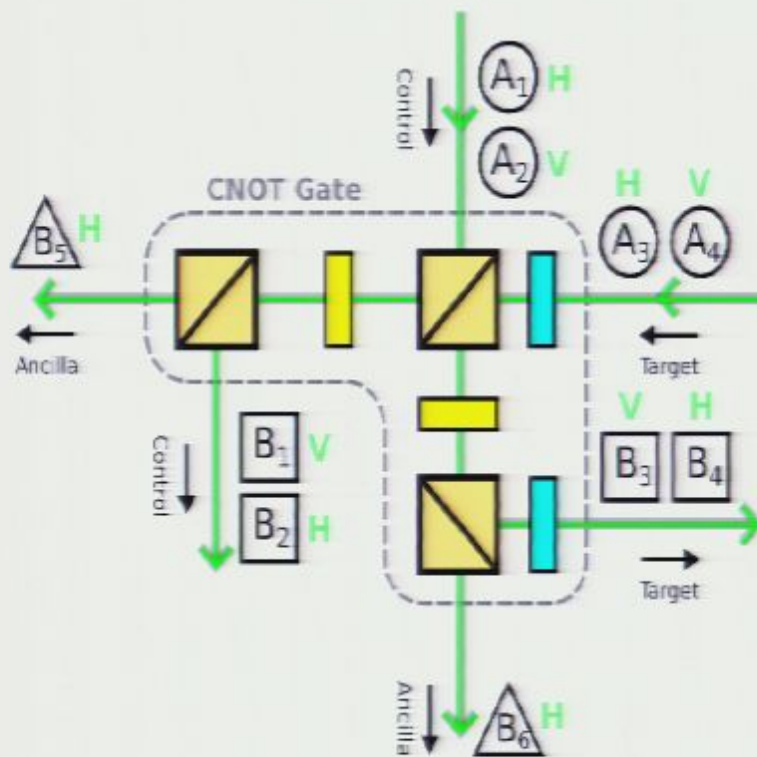 Control
A₁ H
A₂ V
CNOT Gate
H V
A₃ A₄
B₅ H
Ancilla
Target
Control
B₁ V
B₂ H
V H
B₃ B₄
Target
Ancilla
B₆ H